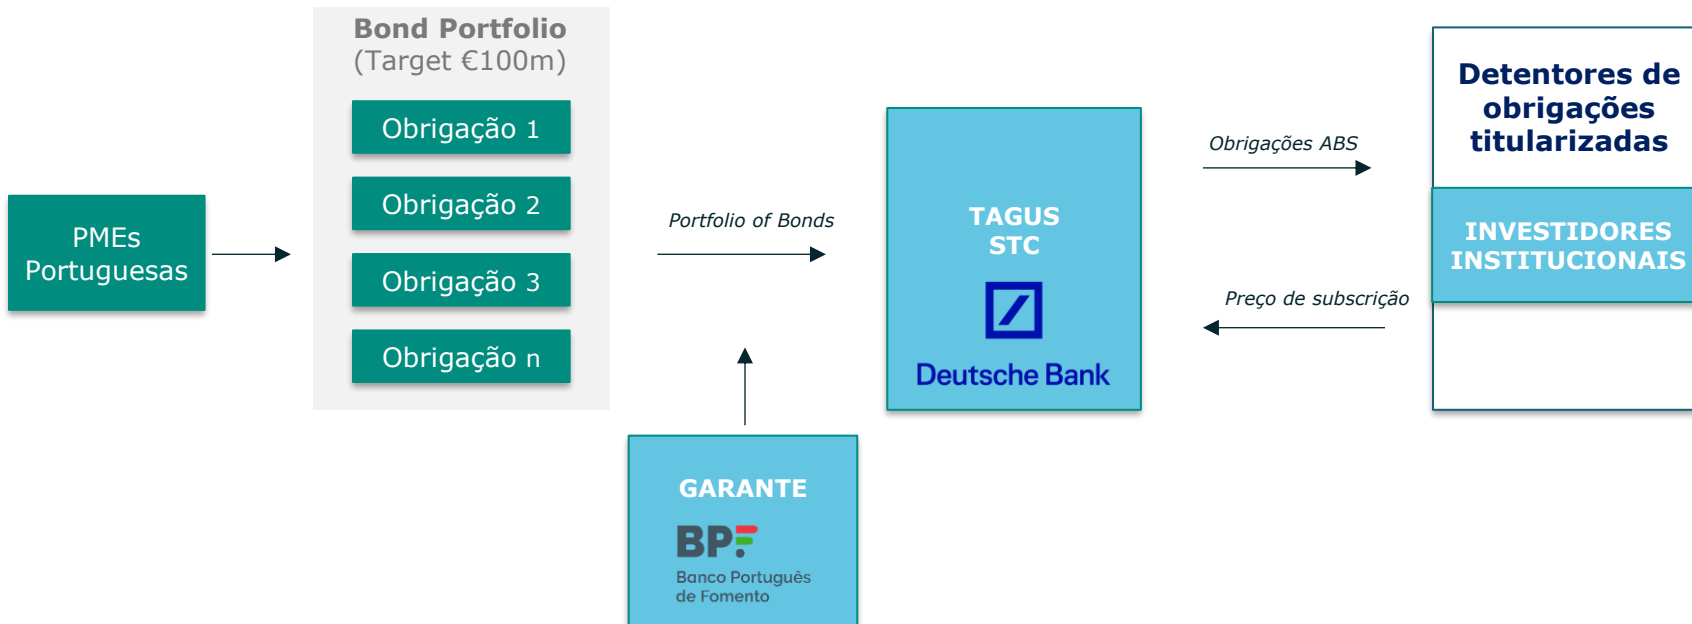 PMEs
Portuguesas
Bond Portfolio
(Target €100m)
Obrigação 1
Obrigação 2
Obrigação 3
Obrigação n
Portfolio of Bonds
GARANTE
BPF
Banco Português
de Fomento
TAGUS
STC
Deutsche Bank
Obrigações ABS
Preço de subscrição
Detentores de
obrigações
titularizadas
INVESTIDORES
INSTITUCIONAIS